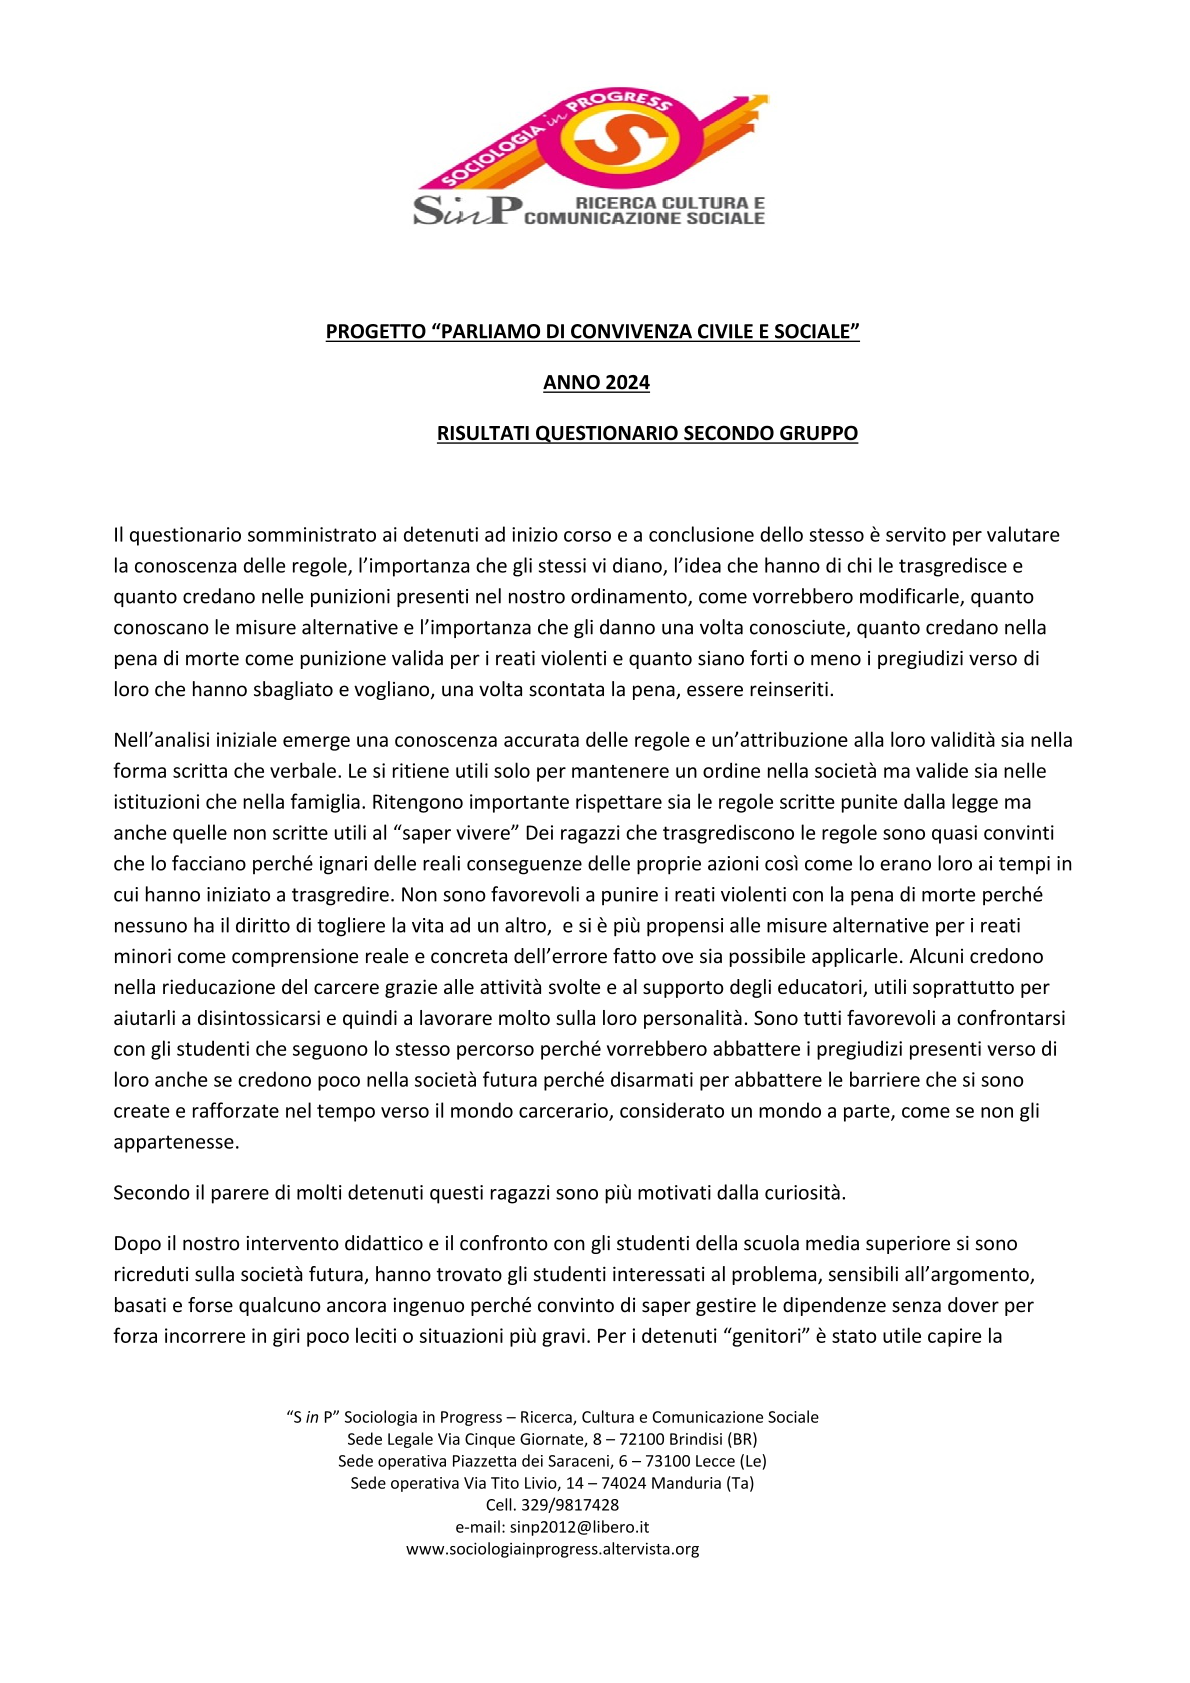 SOCIOLOGIA in PROGRESS
S
SinP RICERCA CULTURA E
COMUNICAZIONE SOCIALE
PROGETTO “PARLIAMO DI CONVIVENZA CIVILE E SOCIALE”
ANNO 2024
RISULTATI QUESTIONARIO SECONDO GRUPPO
Il questionario somministrato ai detenuti ad inizio corso e a conclusione dello stesso è servito per valutare
la conoscenza delle regole, l’importanza che gli stessi vi diano, l’idea che hanno di chi le trasgredisce e
quanto credano nelle punizioni presenti nel nostro ordinamento, come vorrebbero modificarle, quanto
conoscano le misure alternative e l’importanza che gli danno una volta conosciute, quanto credano nella
pena di morte come punizione valida per i reati violenti e quanto siano forti o meno i pregiudizi verso di
loro che hanno sbagliato e vogliano, una volta scontata la pena, essere reinseriti.
Nell’analisi iniziale emerge una conoscenza accurata delle regole e un’attribuzione alla loro validità sia nella
forma scritta che verbale. Le si ritiene utili solo per mantenere un ordine nella società ma valide sia nelle
istituzioni che nella famiglia. Ritengono importante rispettare sia le regole scritte punite dalla legge ma
anche quelle non scritte utili al “saper vivere” Dei ragazzi che trasgrediscono le regole sono quasi convinti
che lo facciano perché ignari delle reali conseguenze delle proprie azioni così come lo erano loro ai tempi in
cui hanno iniziato a trasgredire. Non sono favorevoli a punire i reati violenti con la pena di morte perché
nessuno ha il diritto di togliere la vita ad un altro,  e si è più propensi alle misure alternative per i reati
minori come comprensione reale e concreta dell’errore fatto ove sia possibile applicarle. Alcuni credono
nella rieducazione del carcere grazie alle attività svolte e al supporto degli educatori, utili soprattutto per
aiutarli a disintossicarsi e quindi a lavorare molto sulla loro personalità. Sono tutti favorevoli a confrontarsi
con gli studenti che seguono lo stesso percorso perché vorrebbero abbattere i pregiudizi presenti verso di
loro anche se credono poco nella società futura perché disarmati per abbattere le barriere che si sono
create e rafforzate nel tempo verso il mondo carcerario, considerato un mondo a parte, come se non gli
appartenesse.
Secondo il parere di molti detenuti questi ragazzi sono più motivati dalla curiosità.
Dopo il nostro intervento didattico e il confronto con gli studenti della scuola media superiore si sono
ricreduti sulla società futura, hanno trovato gli studenti interessati al problema, sensibili all’argomento,
basati e forse qualcuno ancora ingenuo perché convinto di saper gestire le dipendenze senza dover per
forza incorrere in giri poco leciti o situazioni più gravi. Per i detenuti “genitori” è stato utile capire la
“S in P” Sociologia in Progress – Ricerca, Cultura e Comunicazione Sociale
Sede Legale Via Cinque Giornate, 8 – 72100 Brindisi (BR)
Sede operativa Piazzetta dei Saraceni, 6 – 73100 Lecce (Le)
Sede operativa Via Tito Livio, 14 – 74024 Manduria (Ta)
Cell. 329/9817428
e-mail: sinp2012@libero.it
www.sociologiainprogress.altervista.org